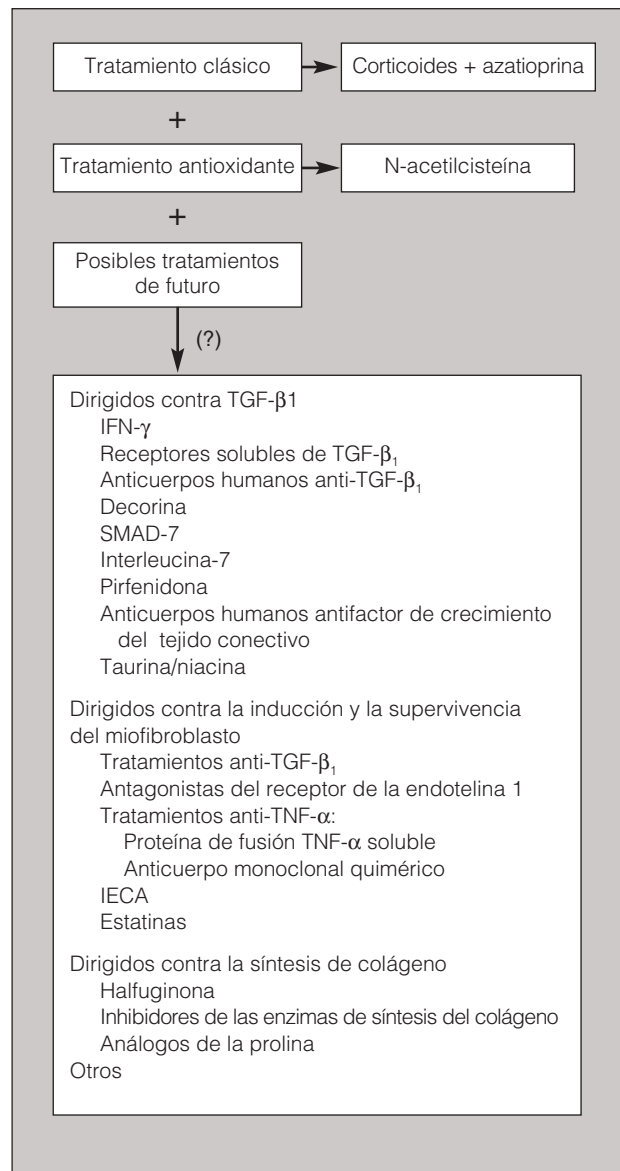 Tratamiento clásico
Corticoides + azatioprina
+
Tratamiento antioxidante
N-acetilcisteína
+
Posibles tratamientos
de futuro
(?)
Dirigidos contra TGF-β1
IFN-γ
Receptores solubles de TGF-β₁
Anticuerpos humanos anti-TGF-β₁
Decorina
SMAD-7
Interleucina-7
Pirfenidona
Anticuerpos humanos antifactor de crecimiento
del tejido conectivo
Taurina/niacina
Dirigidos contra la inducción y la supervivencia
del miofibroblasto
Tratamientos anti-TGF-β₁
Antagonistas del receptor de la endotelina 1
Tratamientos anti-TNF-α:
Proteína de fusión TNF-α soluble
Anticuerpo monoclonal quimérico
IECA
Estatinas
Dirigidos contra la síntesis de colágeno
Halfuginona
Inhibidores de las enzimas de síntesis del colágeno
Análogos de la prolina
Otros